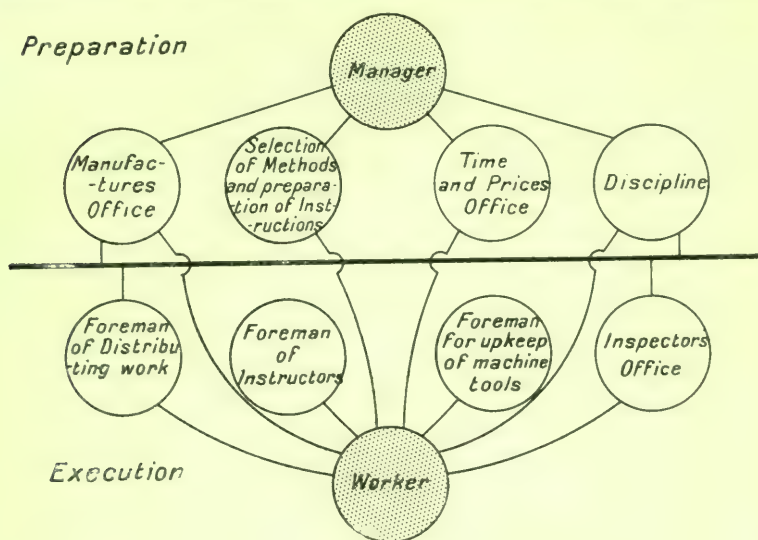 Preparation
Manager
Manufac-
-tures
Office
Selection
of Methods
and prepara-
-tion of Inst-
-ructions
Time
and Prices
Office
Discipline
Foreman
of Distribu
ting work
Foreman
of
Instructors
Foreman
for upkeep
of machine
tools
Inspectors
Office
Execution
Worker